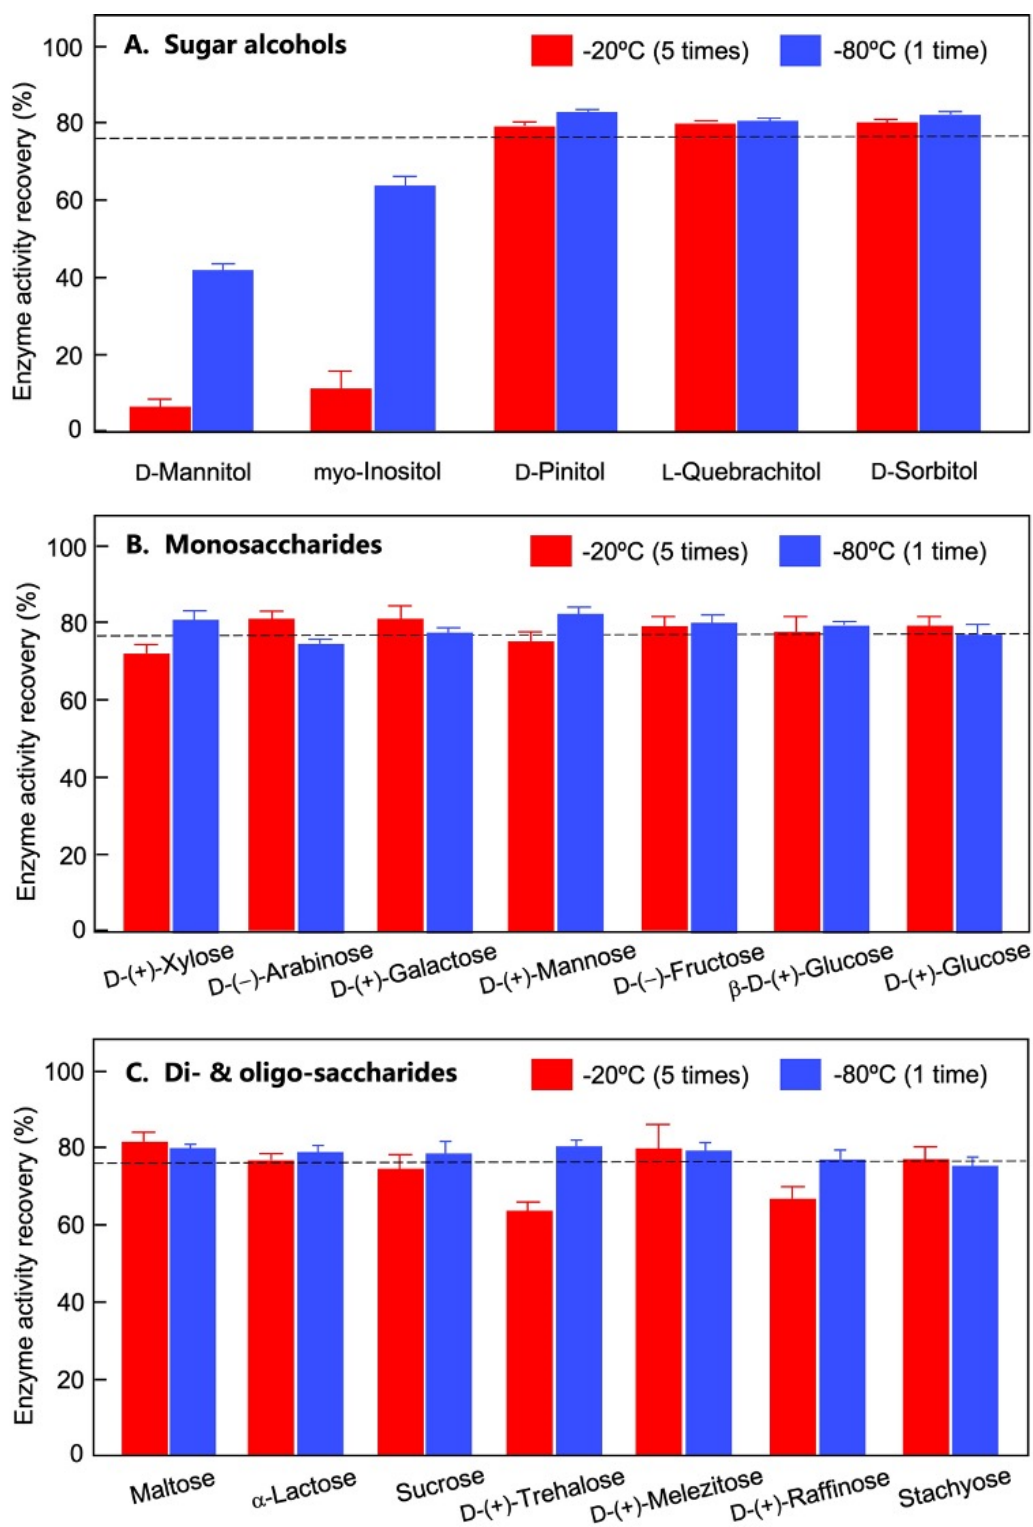 A. Sugar alcohols
-20ºC (5 times)
-80ºC (1 time)
Enzyme activity recovery (%)
100
80
60
40
20
0
D-Mannitol
myo-Inositol
D-Pinitol
L-Quebrachitol
D-Sorbitol
B. Monosaccharides
-20ºC (5 times)
-80ºC (1 time)
Enzyme activity recovery (%)
100
80
60
40
20
0
D-(+)-Xylose
D-(−)-Arabinose
D-(+)-Galactose
D-(+)-Mannose
D-(−)-Fructose
β-D-(+)-Glucose
D-(+)-Glucose
C. Di- & oligo-saccharides
-20ºC (5 times)
-80ºC (1 time)
Enzyme activity recovery (%)
100
80
60
40
20
0
Maltose
α-Lactose
Sucrose
D-(+)-Trehalose
D-(+)-Melezitose
D-(+)-Raffinose
Stachyose